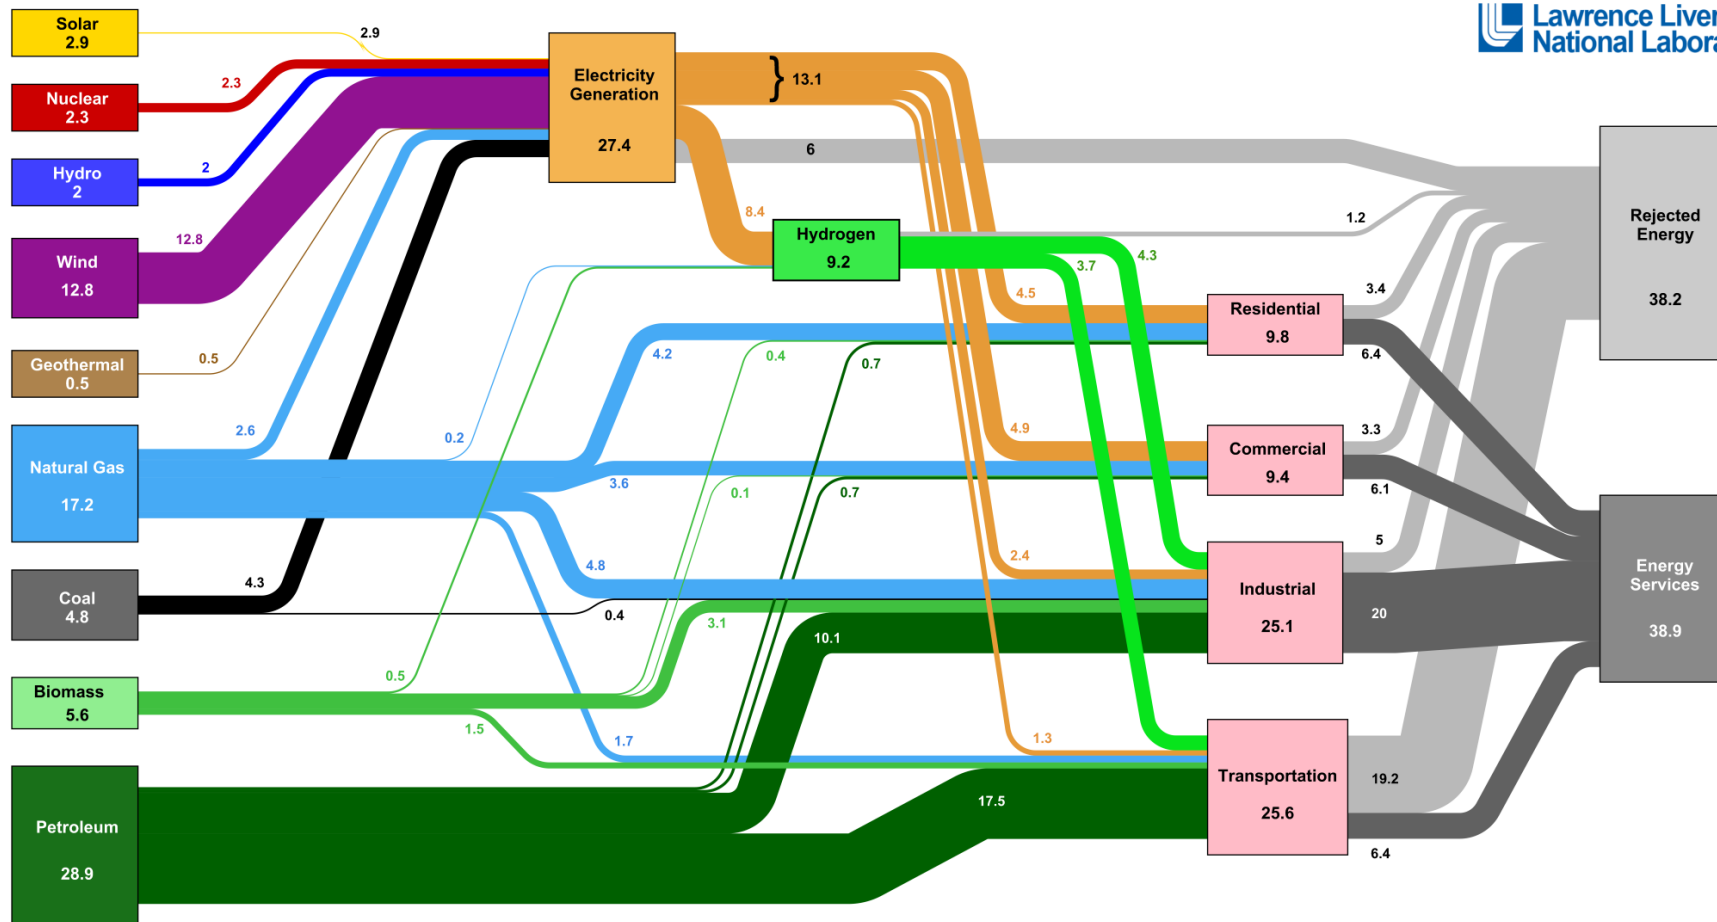 Lawrence Liver
National Labora
Solar
2.9
2.9
Nuclear
2.3
2.3
Hydro
2
2
Wind
12.8
12.8
Geothermal
0.5
0.5
Natural Gas
17.2
2.6
0.2
4.2
3.6
4.8
1.7
Coal
4.8
4.3
0.4
Biomass
5.6
0.5
0.4
0.1
3.1
1.5
Petroleum
28.9
0.7
0.7
10.1
17.5
Electricity
Generation
27.4
} 13.1
6
8.4
Hydrogen
9.2
1.2
4.3
3.7
4.5
4.9
2.4
1.3
Residential
9.8
3.4
6.4
Commercial
9.4
3.3
6.1
Industrial
25.1
5
20
Transportation
25.6
19.2
6.4
Rejected
Energy
38.2
Energy
Services
38.9